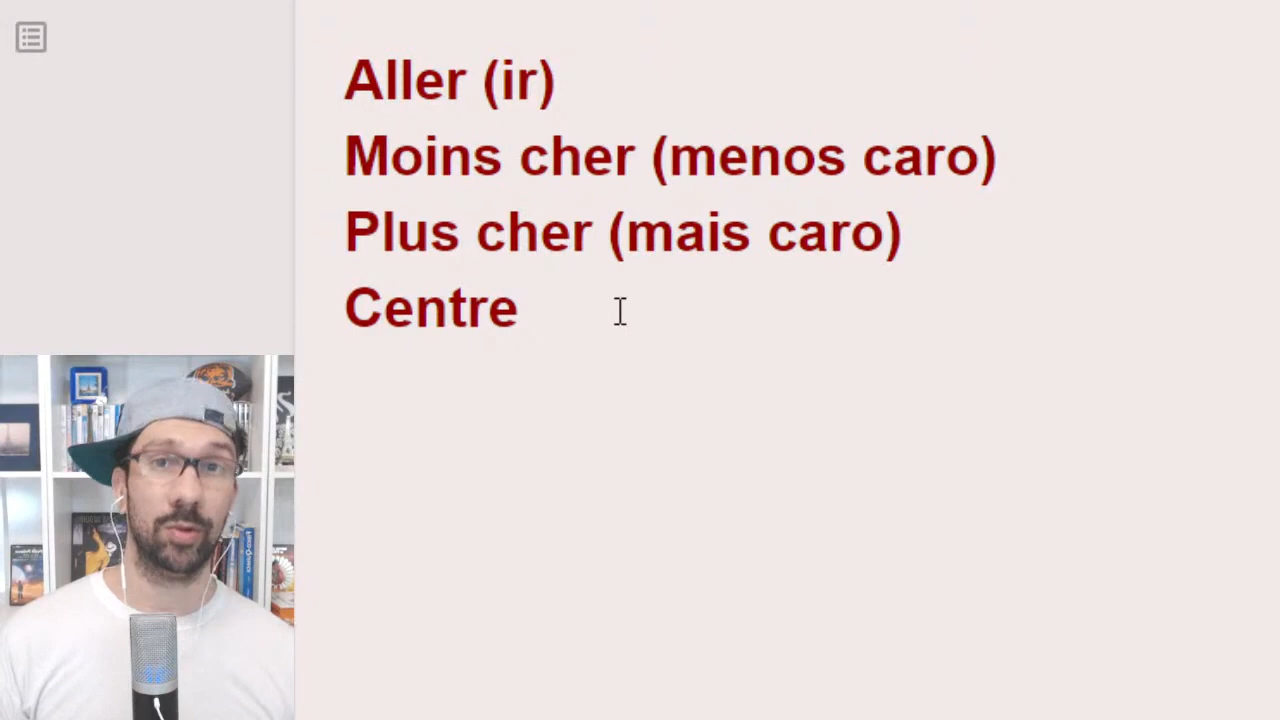 Aller (ir)
Moins cher (menos caro)
Plus cher (mais caro)
Centre